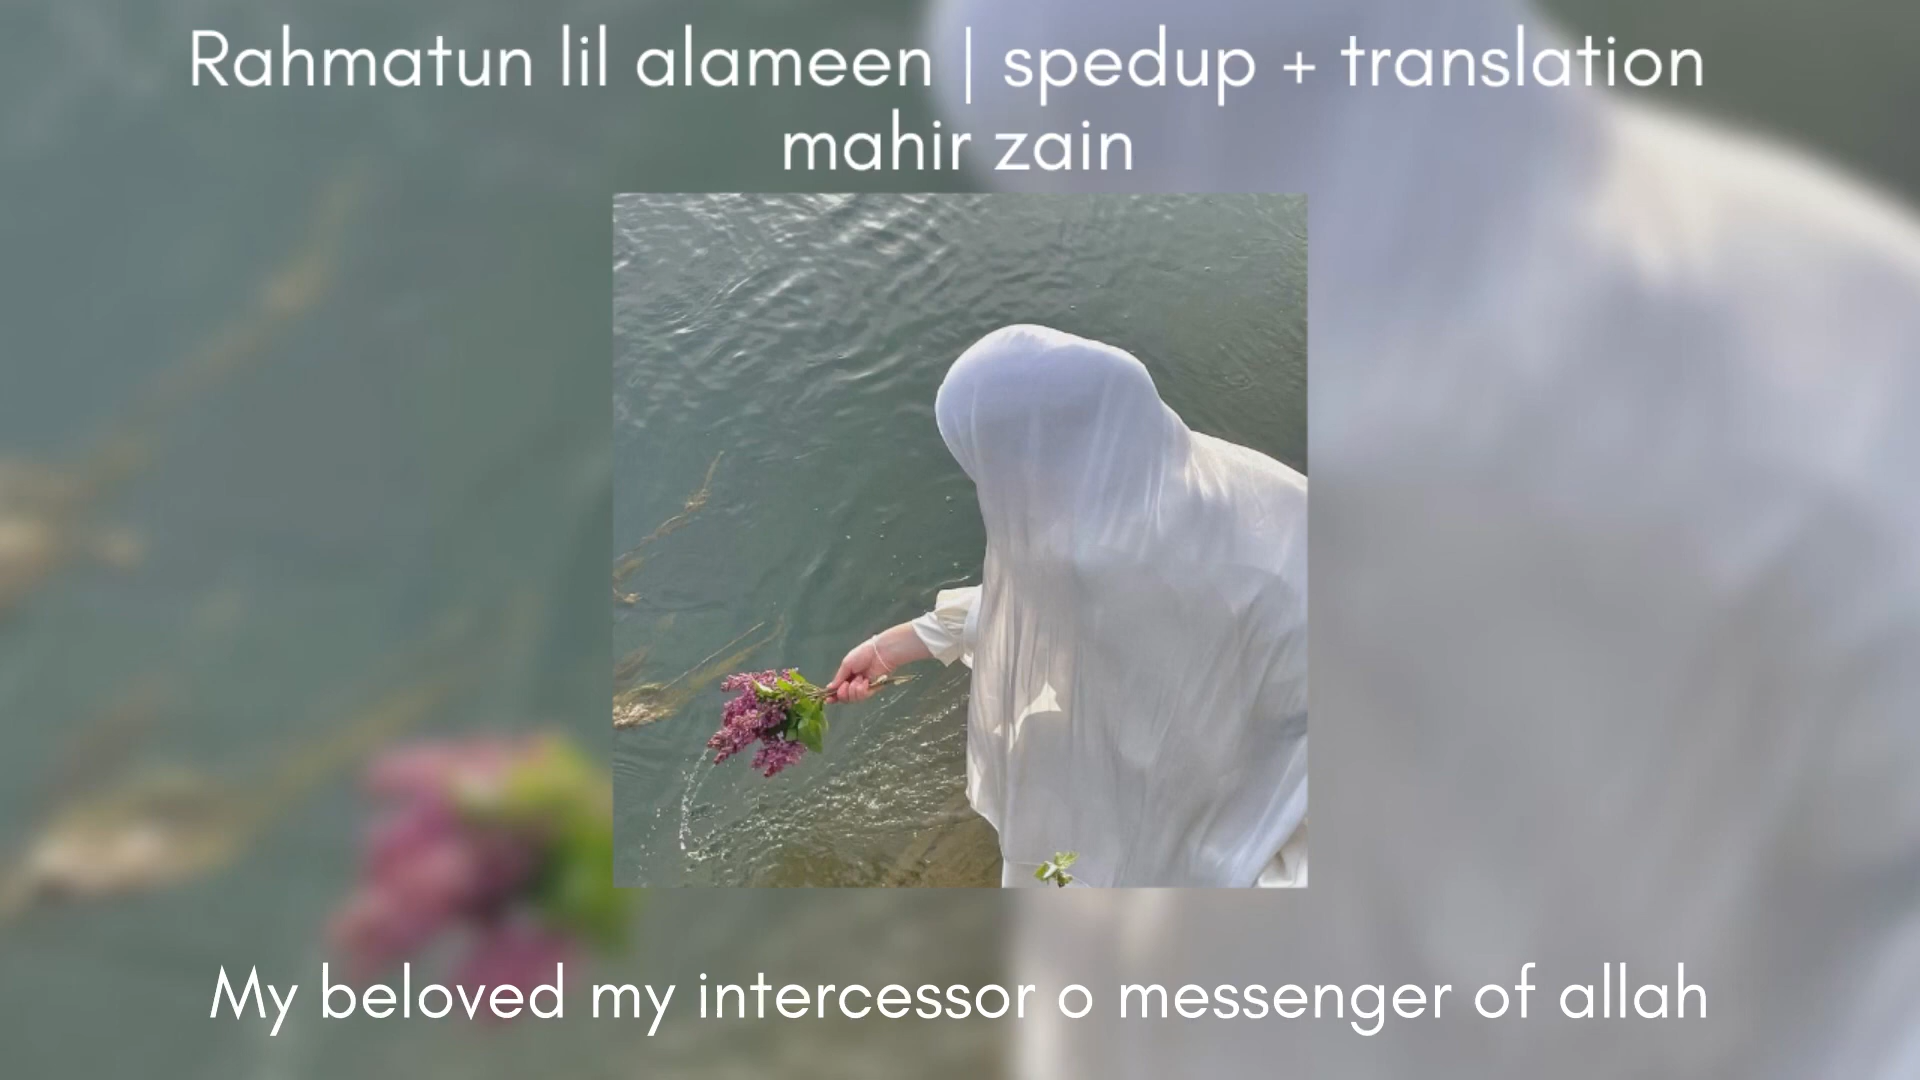 Rahmatun lil alameen | spedup + translation
mahir zain
My beloved my intercessor o messenger of allah